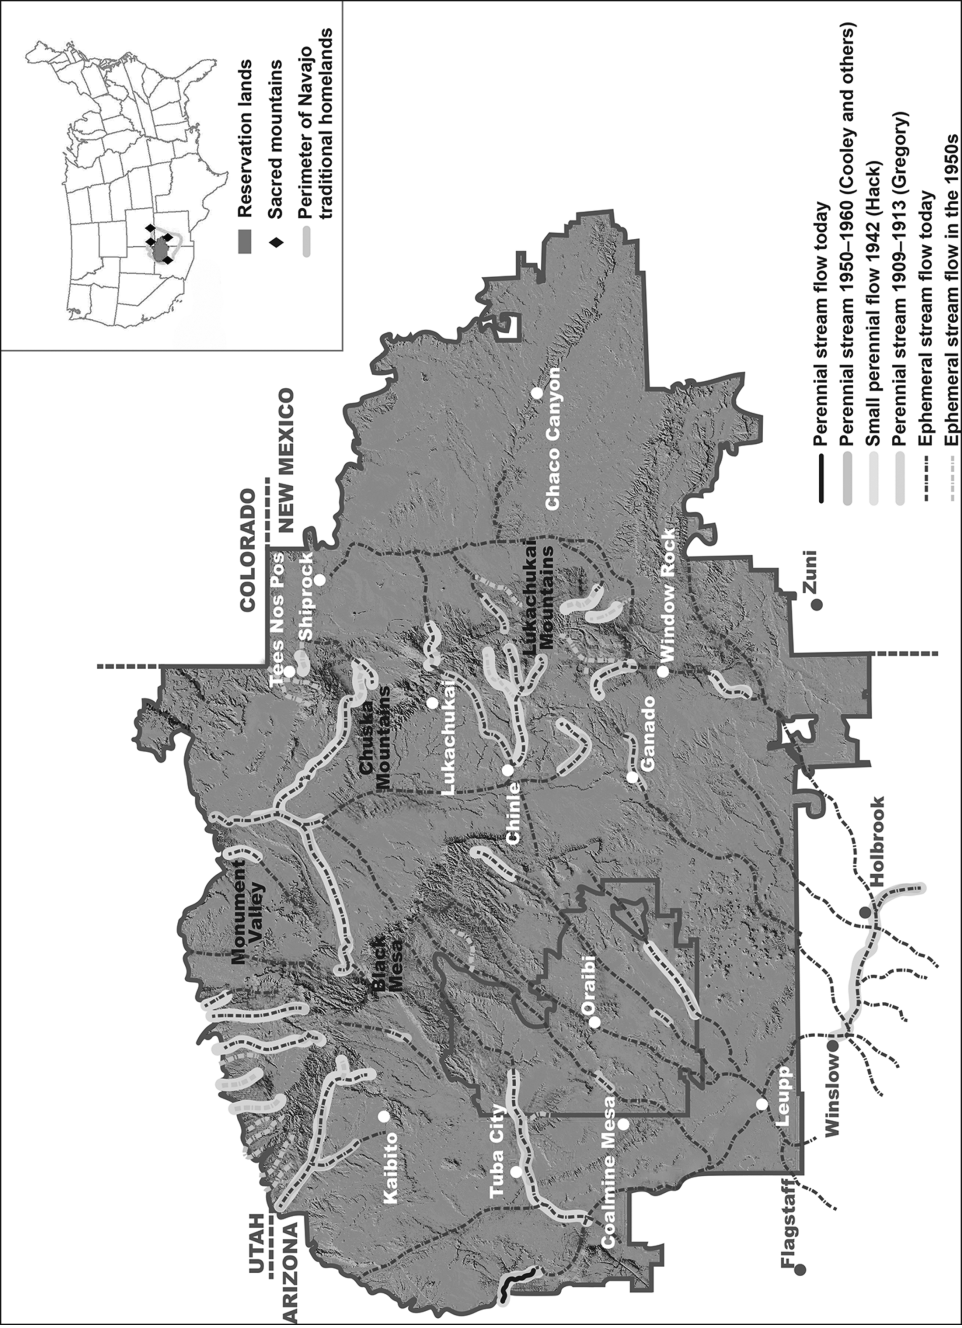 Reservation lands
Sacred mountains
Perimeter of Navajo
traditional homelands
UTAH
ARIZONA
COLORADO
NEW MEXICO
Monument
Valley
Tees Nos Pos
Shiprock
Kaibito
Black
Mesa
Chuska
Mountains
Lukachukai
Tuba City
Chinle
Lukachukai
Mountains
Chaco Canyon
Coalmine Mesa
Oraibi
Ganado
Window Rock
Leupp
Flagstaff
Winslow
Holbrook
Zuni
Perennial stream flow today
Perennial stream 1950–1960 (Cooley and others)
Small perennial flow 1942 (Hack)
Perennial stream 1909–1913 (Gregory)
Ephemeral stream flow today
Ephemeral stream flow in the 1950s